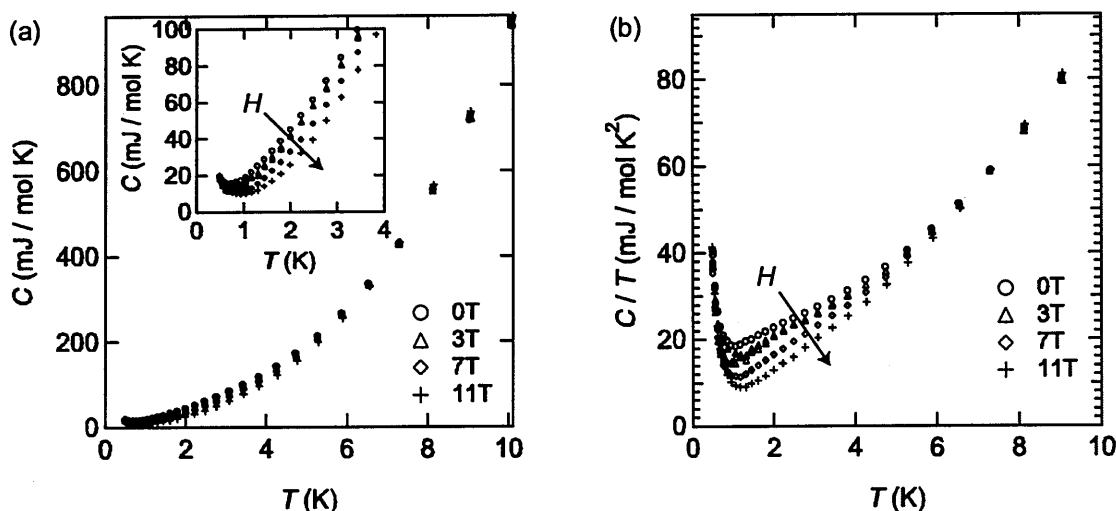 (a)
C (mJ / mol K)
800
600
400
200
0
0 2 4 6 8 10
T (K)
100
80
60
40
20
0
0 1 2 3 4
C (mJ / mol K)
T (K)
H
0T
3T
7T
11T
(b)
C / T (mJ / mol K²)
80
60
40
20
0
0 2 4 6 8 10
T (K)
H
0T
3T
7T
11T